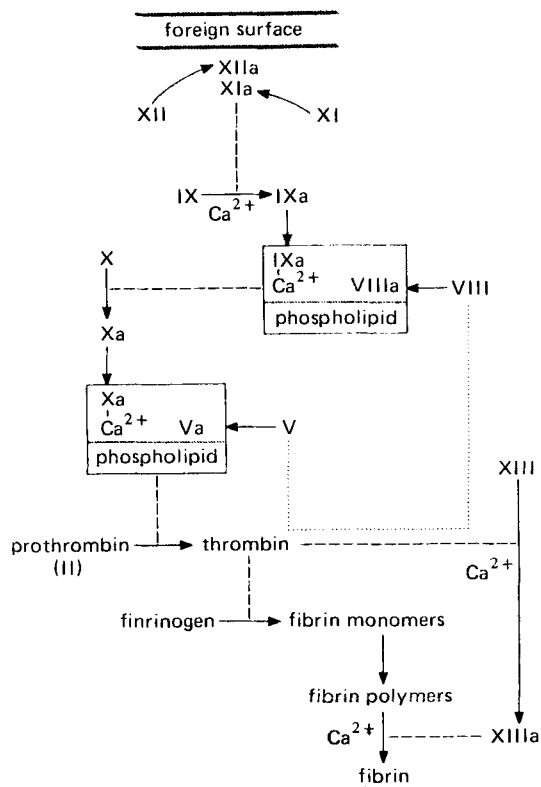 foreign surface
XIIa
XIa
XII
XI
IX
IXa
Ca2+
X
IXa
Ca2+
VIIIa
VIII
phospholipid
Xa
Xa
Ca2+
Va
V
phospholipid
XIII
prothrombin
(II)
thrombin
Ca2+
finrinogen
fibrin monomers
fibrin polymers
Ca2+
XIIIa
fibrin